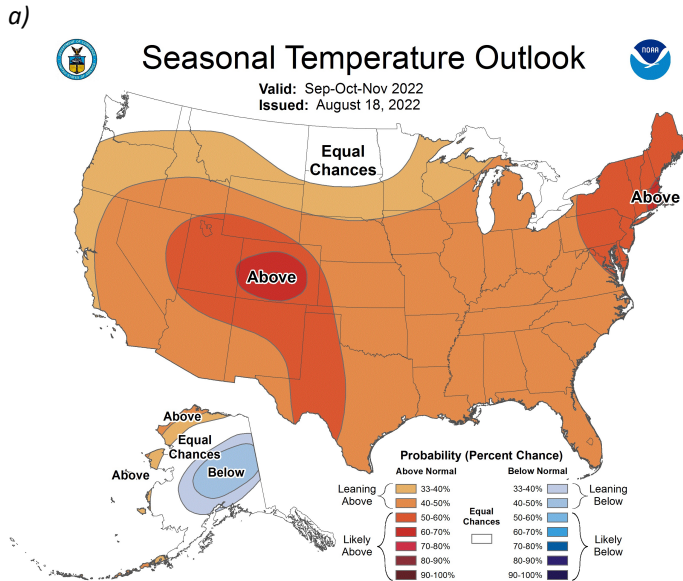 a)
Seasonal Temperature Outlook
NOAA
Valid: Sep-Oct-Nov 2022
Issued: August 18, 2022
Equal
Chances
Above
Above
Above
Equal
Chances
Above
Below
Probability (Percent Chance)
Above Normal
Below Normal
Leaning
Above
33-40%
40-50%
Likely
Above
50-60%
60-70%
70-80%
80-90%
90-100%
Equal
Chances
33-40%
40-50%
Leaning
Below
50-60%
60-70%
70-80%
80-90%
90-100%
Likely
Below